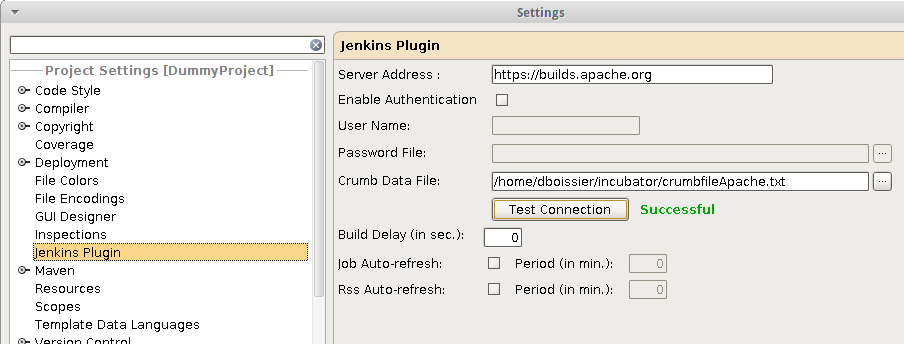 Settings
Project Settings [DummyProject]
Code Style
Compiler
Copyright
Coverage
Deployment
File Colors
File Encodings
GUI Designer
Inspections
Jenkins Plugin
Maven
Resources
Scopes
Template Data Languages
Version Control
Jenkins Plugin
Server Address : https://builds.apache.org
Enable Authentication
User Name:
Password File: ...
Crumb Data File: /home/dboissier/incubator/crumbfileApache.txt ...
Test Connection Successful
Build Delay (in sec.): 0
Job Auto-refresh: Period (in min.): 0
Rss Auto-refresh: Period (in min.): 0